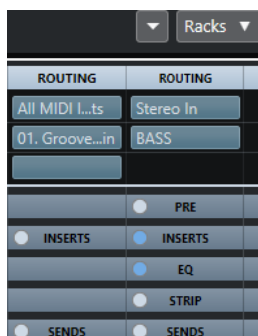 Racks
ROUTING ROUTING
All MIDI I...ts Stereo In
01. Groove...in BASS
PRE
INSERTS INSERTS
EQ
STRIP
SENDS SENDS